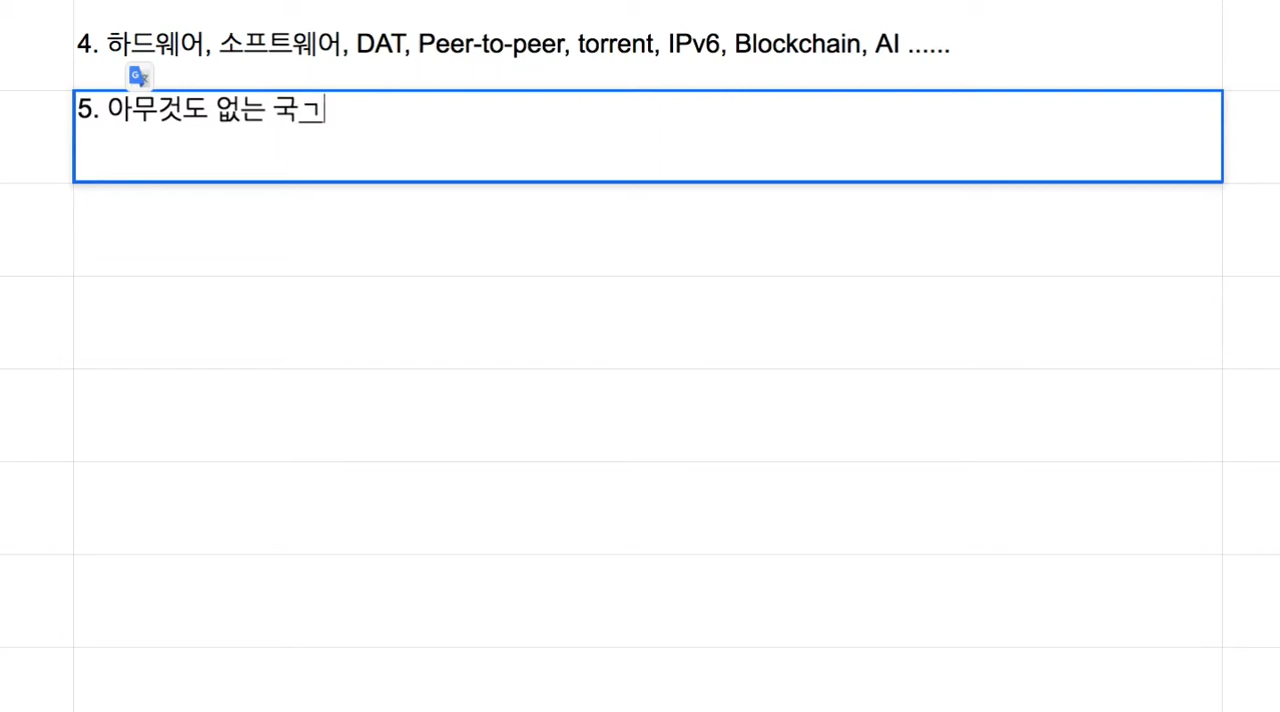 4. 하드웨어, 소프트웨어, DAT, Peer-to-peer, torrent, IPv6, Blockchain, AI ......
5. 아무것도 없는 국ㄱ